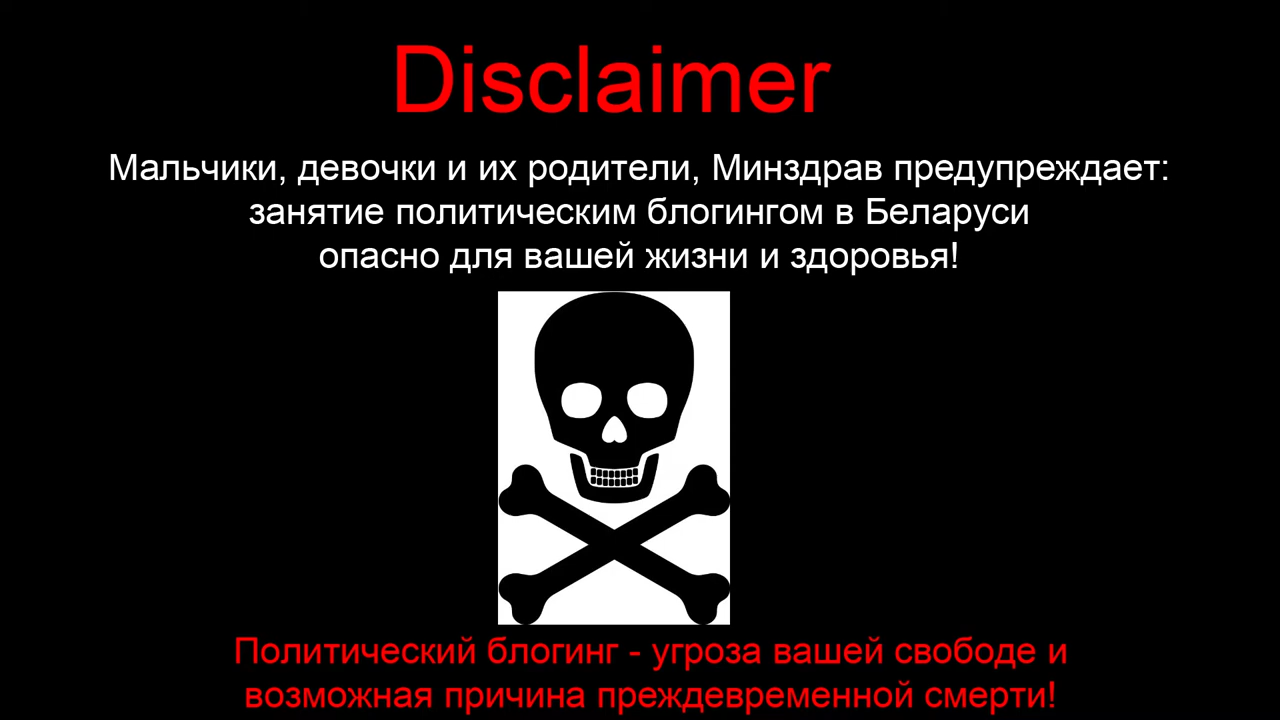 Disclaimer
Мальчики, девочки и их родители, Минздрав предупреждает:
занятие политическим блогингом в Беларуси
опасно для вашей жизни и здоровья!
Политический блогинг - угроза вашей свободе и
возможная причина преждевременной смерти!